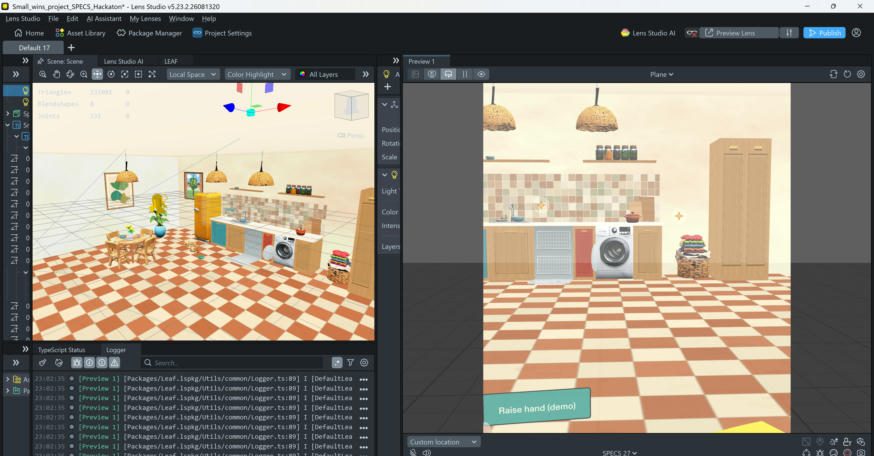 Small_wins_project_SPECS_Hackaton* - Lens Studio v5.23.2.26081320
Lens Studio File Edit AI Assistant My Lenses Window Help
Home Asset Library Package Manager Project Settings Lens Studio AI Preview Lens Publish
Default 17 +
Scene: Scene Lens Studio AI LEAF Preview 1
Local Space Color Highlight All Layers Plane
Triangles
Blendshapes 0 0
Joints 0
Persp
Positic
Rotati
Scale
Light
Color
Intens
Layers
Raise hand (demo)
TypeScript Status Logger
Search...
23:02:35 [Preview 1] [Packages/Leaf.lspkg/Utils/common/Logger.ts:89] I [DefaultLea
23:02:35 [Preview 1] [Packages/Leaf.lspkg/Utils/common/Logger.ts:89] I [DefaultLea
23:02:35 [Preview 1] [Packages/Leaf.lspkg/Utils/common/Logger.ts:89] I [DefaultLea
23:02:35 [Preview 1] [Packages/Leaf.lspkg/Utils/common/Logger.ts:89] I [DefaultLea
23:02:35 [Preview 1] [Packages/Leaf.lspkg/Utils/common/Logger.ts:89] I [DefaultLea
23:02:35 [Preview 1] [Packages/Leaf.lspkg/Utils/common/Logger.ts:89] I [DefaultLea
23:02:35 [Preview 1] [Packages/Leaf.lspkg/Utils/common/Logger.ts:89] I [DefaultLea
23:02:35 [Preview 1] [Packages/Leaf.lspkg/Utils/common/Logger.ts:89] I [DefaultLea
Custom location
SPECS 27